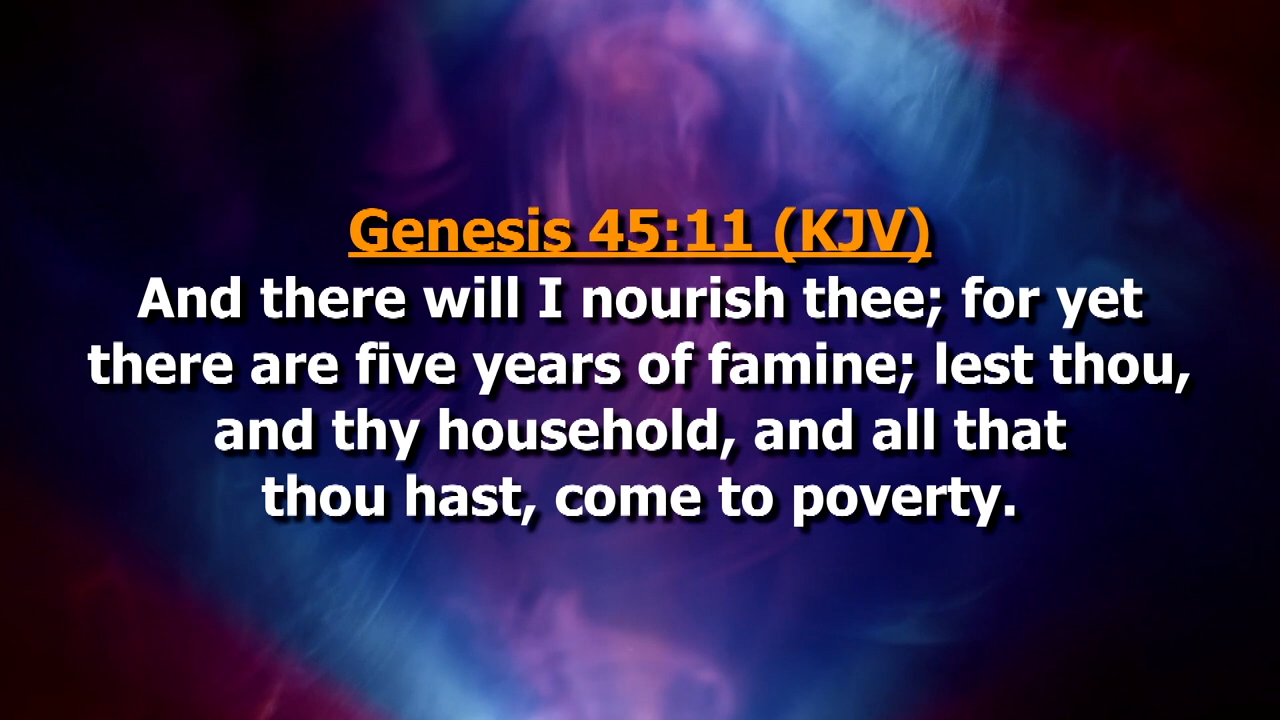 Genesis 45:11 (KJV)
And there will I nourish thee; for yet
there are five years of famine; lest thou,
and thy household, and all that
thou hast, come to poverty.